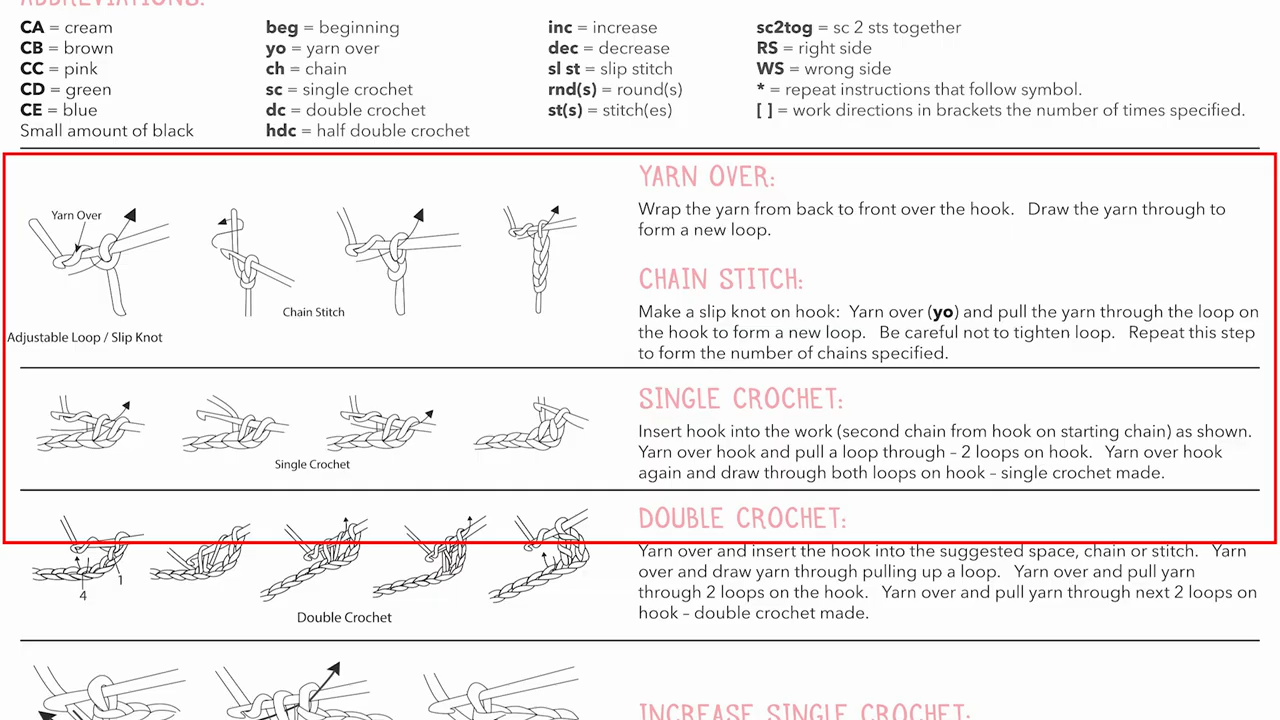 ABBREVIATIONS:
CA = cream
CB = brown
CC = pink
CD = green
CE = blue
Small amount of black
beg = beginning
yo = yarn over
ch = chain
sc = single crochet
dc = double crochet
hdc = half double crochet
inc = increase
dec = decrease
sl st = slip stitch
rnd(s) = round(s)
st(s) = stitch(es)
sc2tog = sc 2 sts together
RS = right side
WS = wrong side
* = repeat instructions that follow symbol.
[ ] = work directions in brackets the number of times specified.
Yarn Over
Adjustable Loop / Slip Knot
Chain Stitch
YARN OVER:
Wrap the yarn from back to front over the hook. Draw the yarn through to
form a new loop.
CHAIN STITCH:
Make a slip knot on hook: Yarn over (yo) and pull the yarn through the loop on
the hook to form a new loop. Be careful not to tighten loop. Repeat this step
to form the number of chains specified.
Single Crochet
SINGLE CROCHET:
Insert hook into the work (second chain from hook on starting chain) as shown.
Yarn over hook and pull a loop through – 2 loops on hook. Yarn over hook
again and draw through both loops on hook – single crochet made.
1
4
Double Crochet
DOUBLE CROCHET:
Yarn over and insert the hook into the suggested space, chain or stitch. Yarn
over and draw yarn through pulling up a loop. Yarn over and pull yarn
through 2 loops on the hook. Yarn over and pull yarn through next 2 loops on
hook – double crochet made.
INCREASE SINGLE CROCHET: